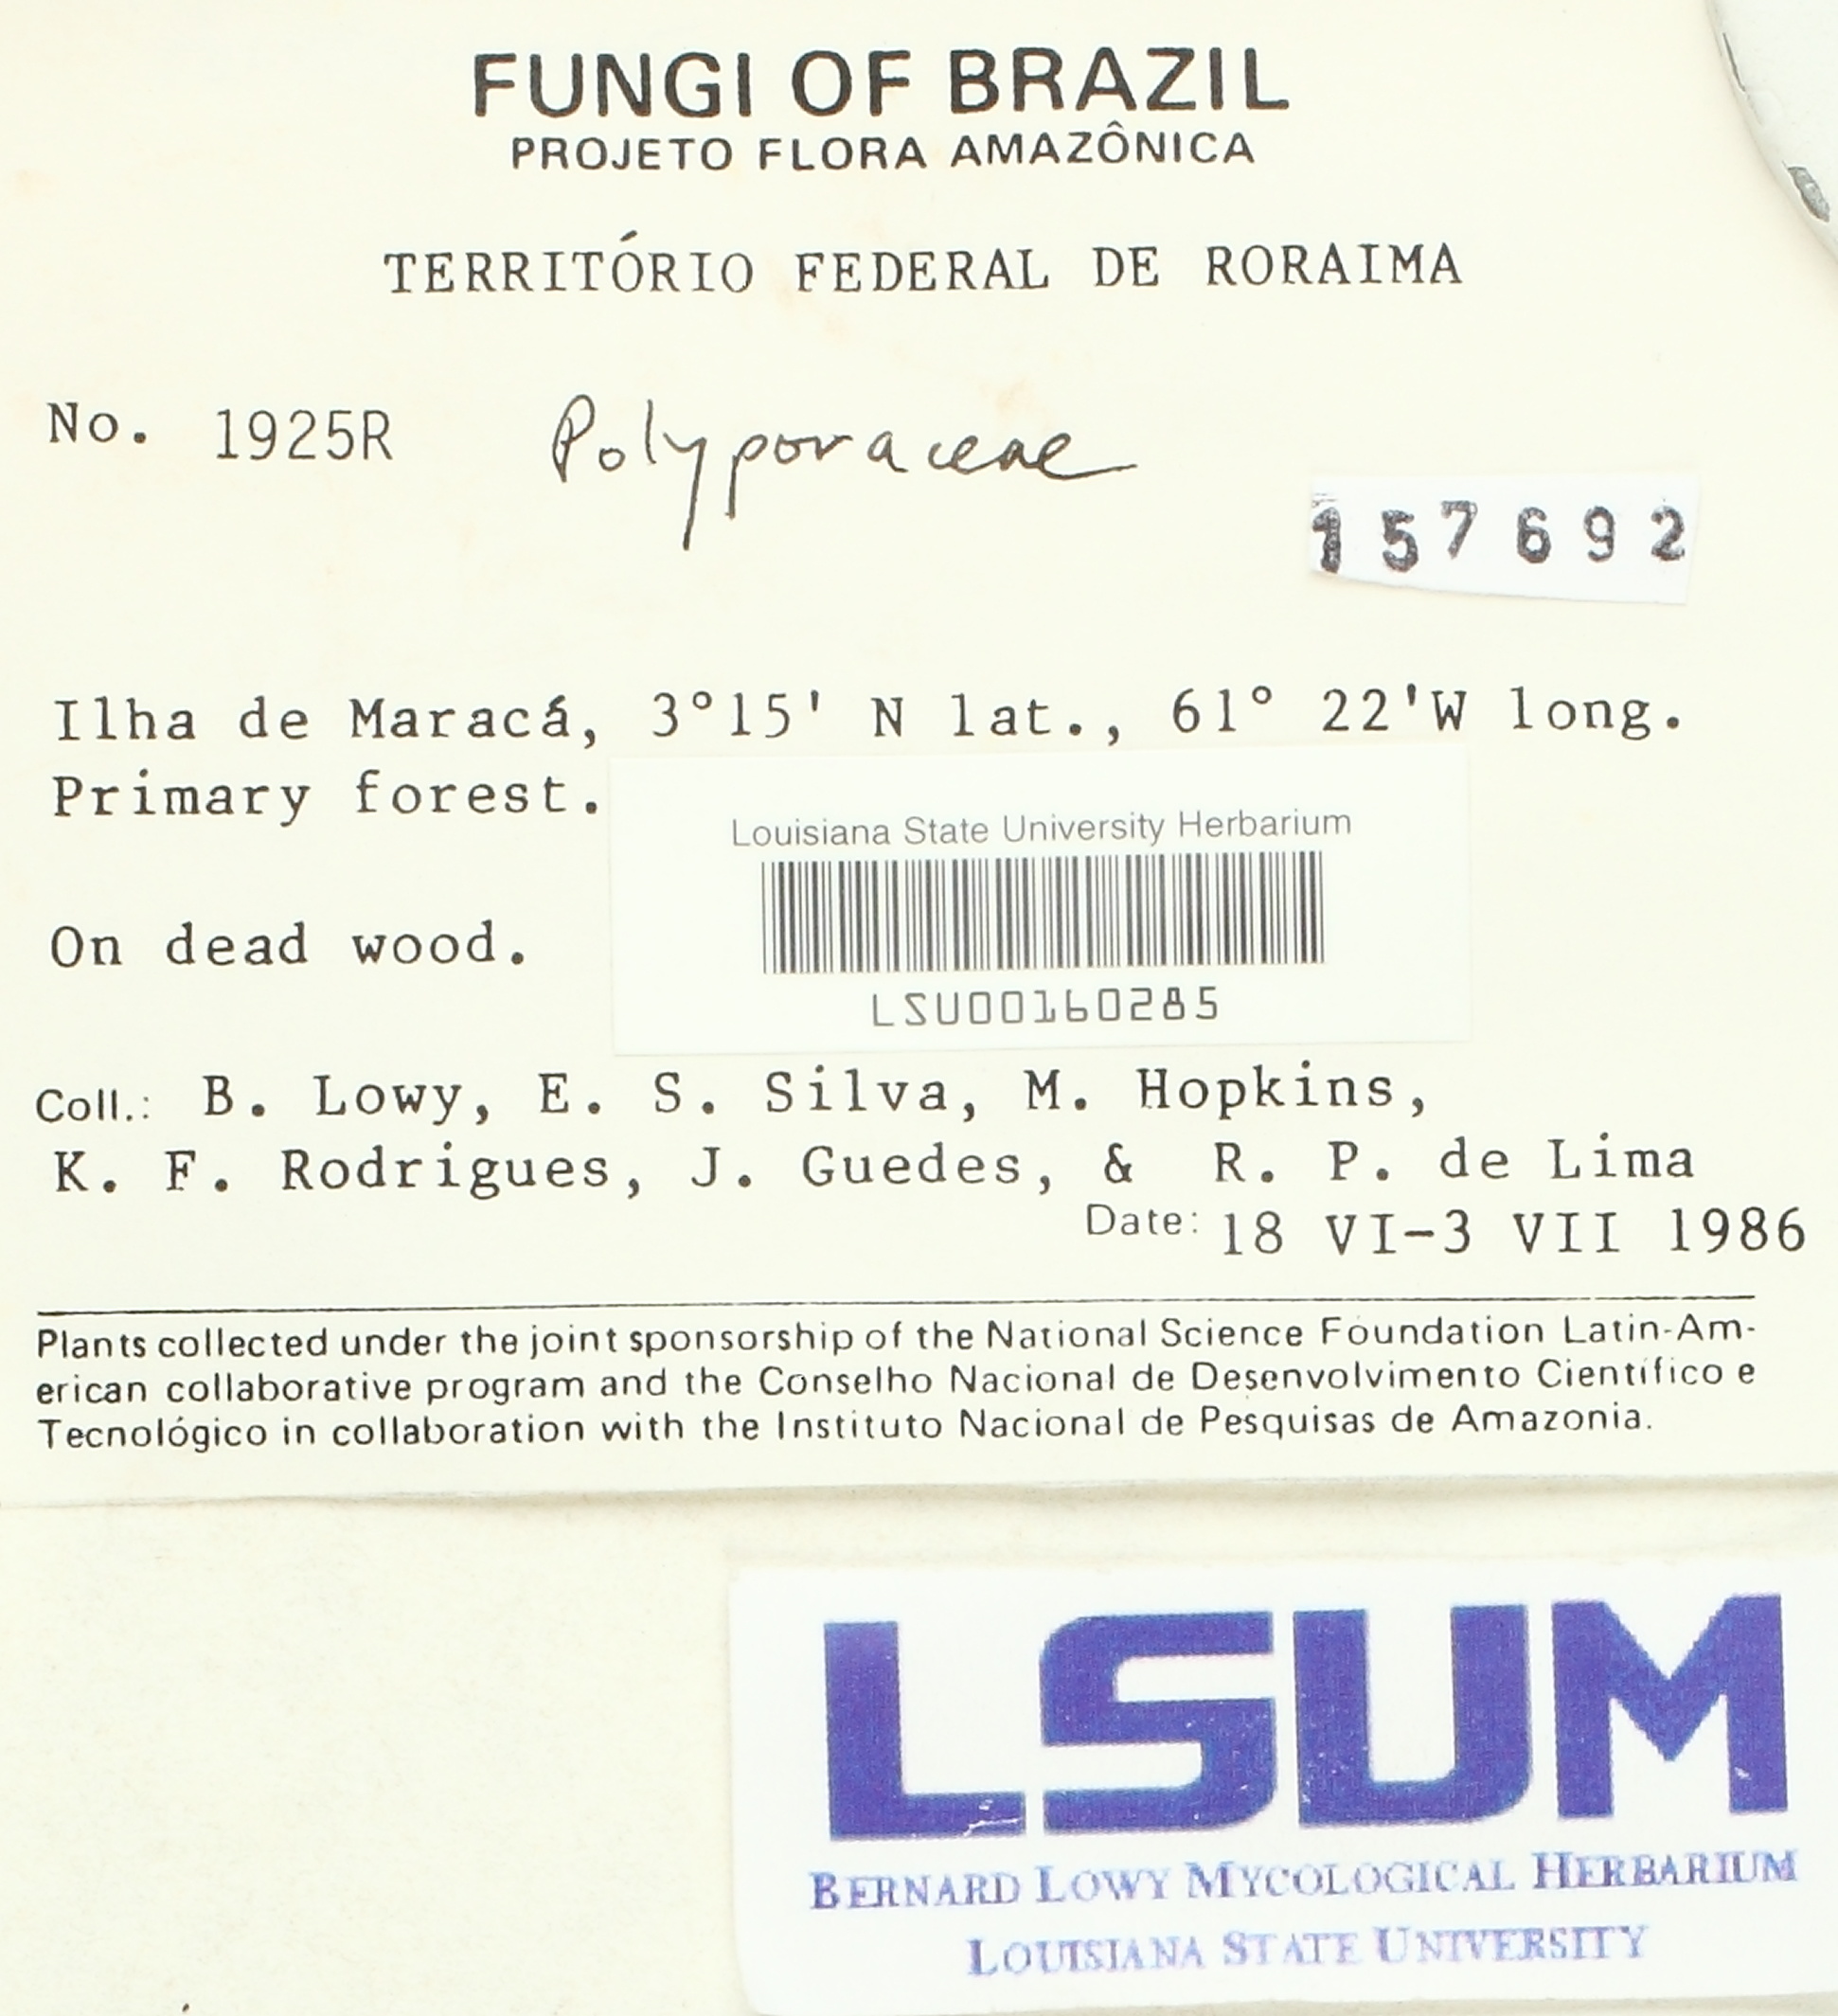 FUNGI OF BRAZIL
PROJETO FLORA AMAZÔNICA
TERRITÓRIO FEDERAL DE RORAIMA
No. 1925R Polyporaceae
157692
Ilha de Maracá, 3°15' N lat., 61° 22'W long.
Primary forest.
Louisiana State University Herbarium
LSU00160285
On dead wood.
Coll.: B. Lowy, E. S. Silva, M. Hopkins,
K. F. Rodrigues, J. Guedes, & R. P. de Lima
Date: 18 VI-3 VII 1986
Plants collected under the joint sponsorship of the National Science Foundation Latin-Am-
erican collaborative program and the Conselho Nacional de Desenvolvimento Científico e
Tecnológico in collaboration with the Instituto Nacional de Pesquisas de Amazonia.
LSUM
BERNARD LOWY MYCOLOGICAL HERBARIUM
LOUISIANA STATE UNIVERSITY